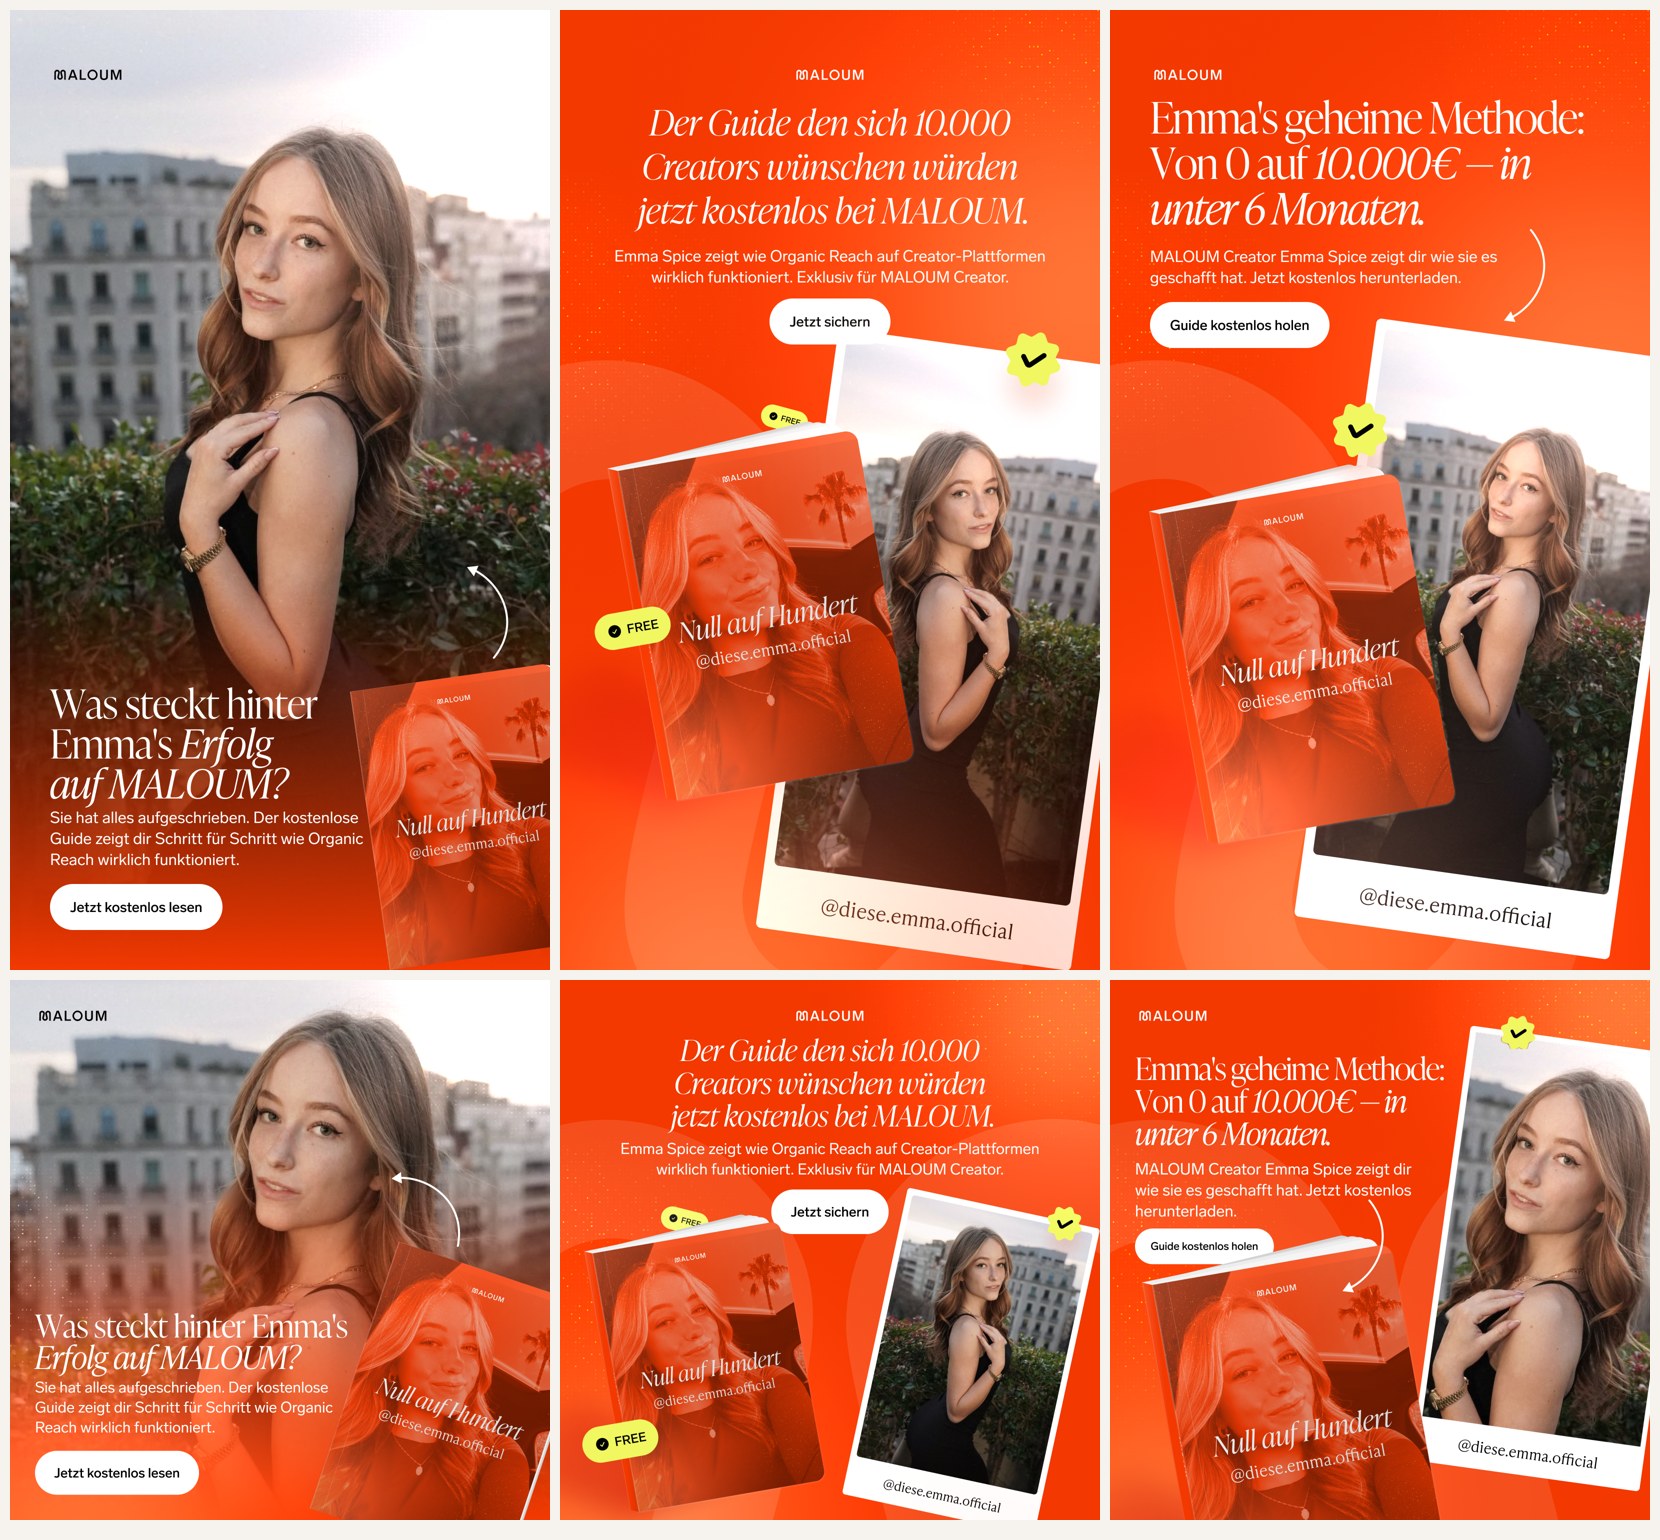 MALOUM
Was steckt hinter
Emma's Erfolg
auf MALOUM?
Sie hat alles aufgeschrieben. Der kostenlose
Guide zeigt dir Schritt für Schritt wie Organic
Reach wirklich funktioniert.
Jetzt kostenlos lesen
MALOUM
Null auf Hundert
@diese.emma.official
MALOUM
Der Guide den sich 10.000
Creators wünschen würden
jetzt kostenlos bei MALOUM.
Emma Spice zeigt wie Organic Reach auf Creator-Plattformen
wirklich funktioniert. Exklusiv für MALOUM Creator.
Jetzt sichern
FREE
MALOUM
FREE
Null auf Hundert
@diese.emma.official
@diese.emma.official
MALOUM
Emma's geheime Methode:
Von 0 auf 10.000€ – in
unter 6 Monaten.
MALOUM Creator Emma Spice zeigt dir wie sie es
geschafft hat. Jetzt kostenlos herunterladen.
Guide kostenlos holen
MALOUM
Null auf Hundert
@diese.emma.official
@diese.emma.official
MALOUM
Was steckt hinter Emma's
Erfolg auf MALOUM?
Sie hat alles aufgeschrieben. Der kostenlose
Guide zeigt dir Schritt für Schritt wie Organic
Reach wirklich funktioniert.
Jetzt kostenlos lesen
MALOUM
Null auf Hundert
@diese.emma.official
MALOUM
Der Guide den sich 10.000
Creators wünschen würden
jetzt kostenlos bei MALOUM.
Emma Spice zeigt wie Organic Reach auf Creator-Plattformen
wirklich funktioniert. Exklusiv für MALOUM Creator.
Jetzt sichern
FREE
MALOUM
Null auf Hundert
@diese.emma.official
FREE
@diese.emma.official
MALOUM
Emma's geheime Methode:
Von 0 auf 10.000€ – in
unter 6 Monaten.
MALOUM Creator Emma Spice zeigt dir
wie sie es geschafft hat. Jetzt kostenlos
herunterladen.
Guide kostenlos holen
MALOUM
Null auf Hundert
@diese.emma.official
@diese.emma.official